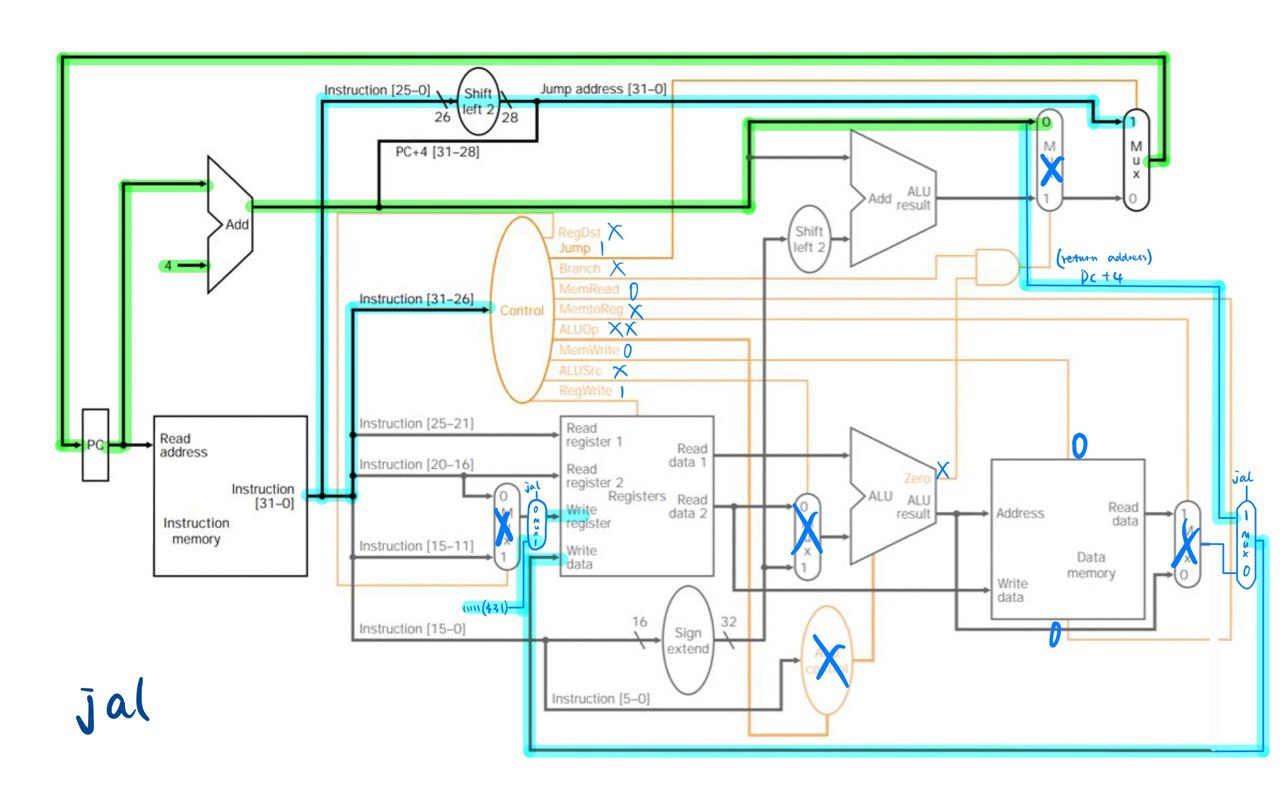 Instruction [25–0]
26
Shift
left 2
28
Jump address [31–0]
PC+4 [31–28]
Add
4
0
M
u
x
1
1
M
u
x
0
Add
ALU
result
Shift
left 2
RegDst X
Jump 1
Branch X
MemRead 0
MemtoReg X
ALUOp XX
MemWrite 0
ALUSrc X
RegWrite 1
Control
(return address)
PC+4
Instruction [31–26]
PC
Read
address
Instruction
[31–0]
Instruction
memory
Instruction [25–21]
Instruction [20–16]
Instruction [15–11]
Instruction [15–0]
Instruction [5–0]
0
M
X
x
1
jal
0
mux
1
11111 ($31)
Read
register 1
Read
register 2
Registers
Write
register
Write
data
Read
data 1
Read
data 2
0
X
x
1
ALU
Zero X
ALU
result
0
Address
Read
data
Data
memory
Write
data
0
1
M
X
x
0
jal
1
mux
0
16
Sign
extend
32
X
jal